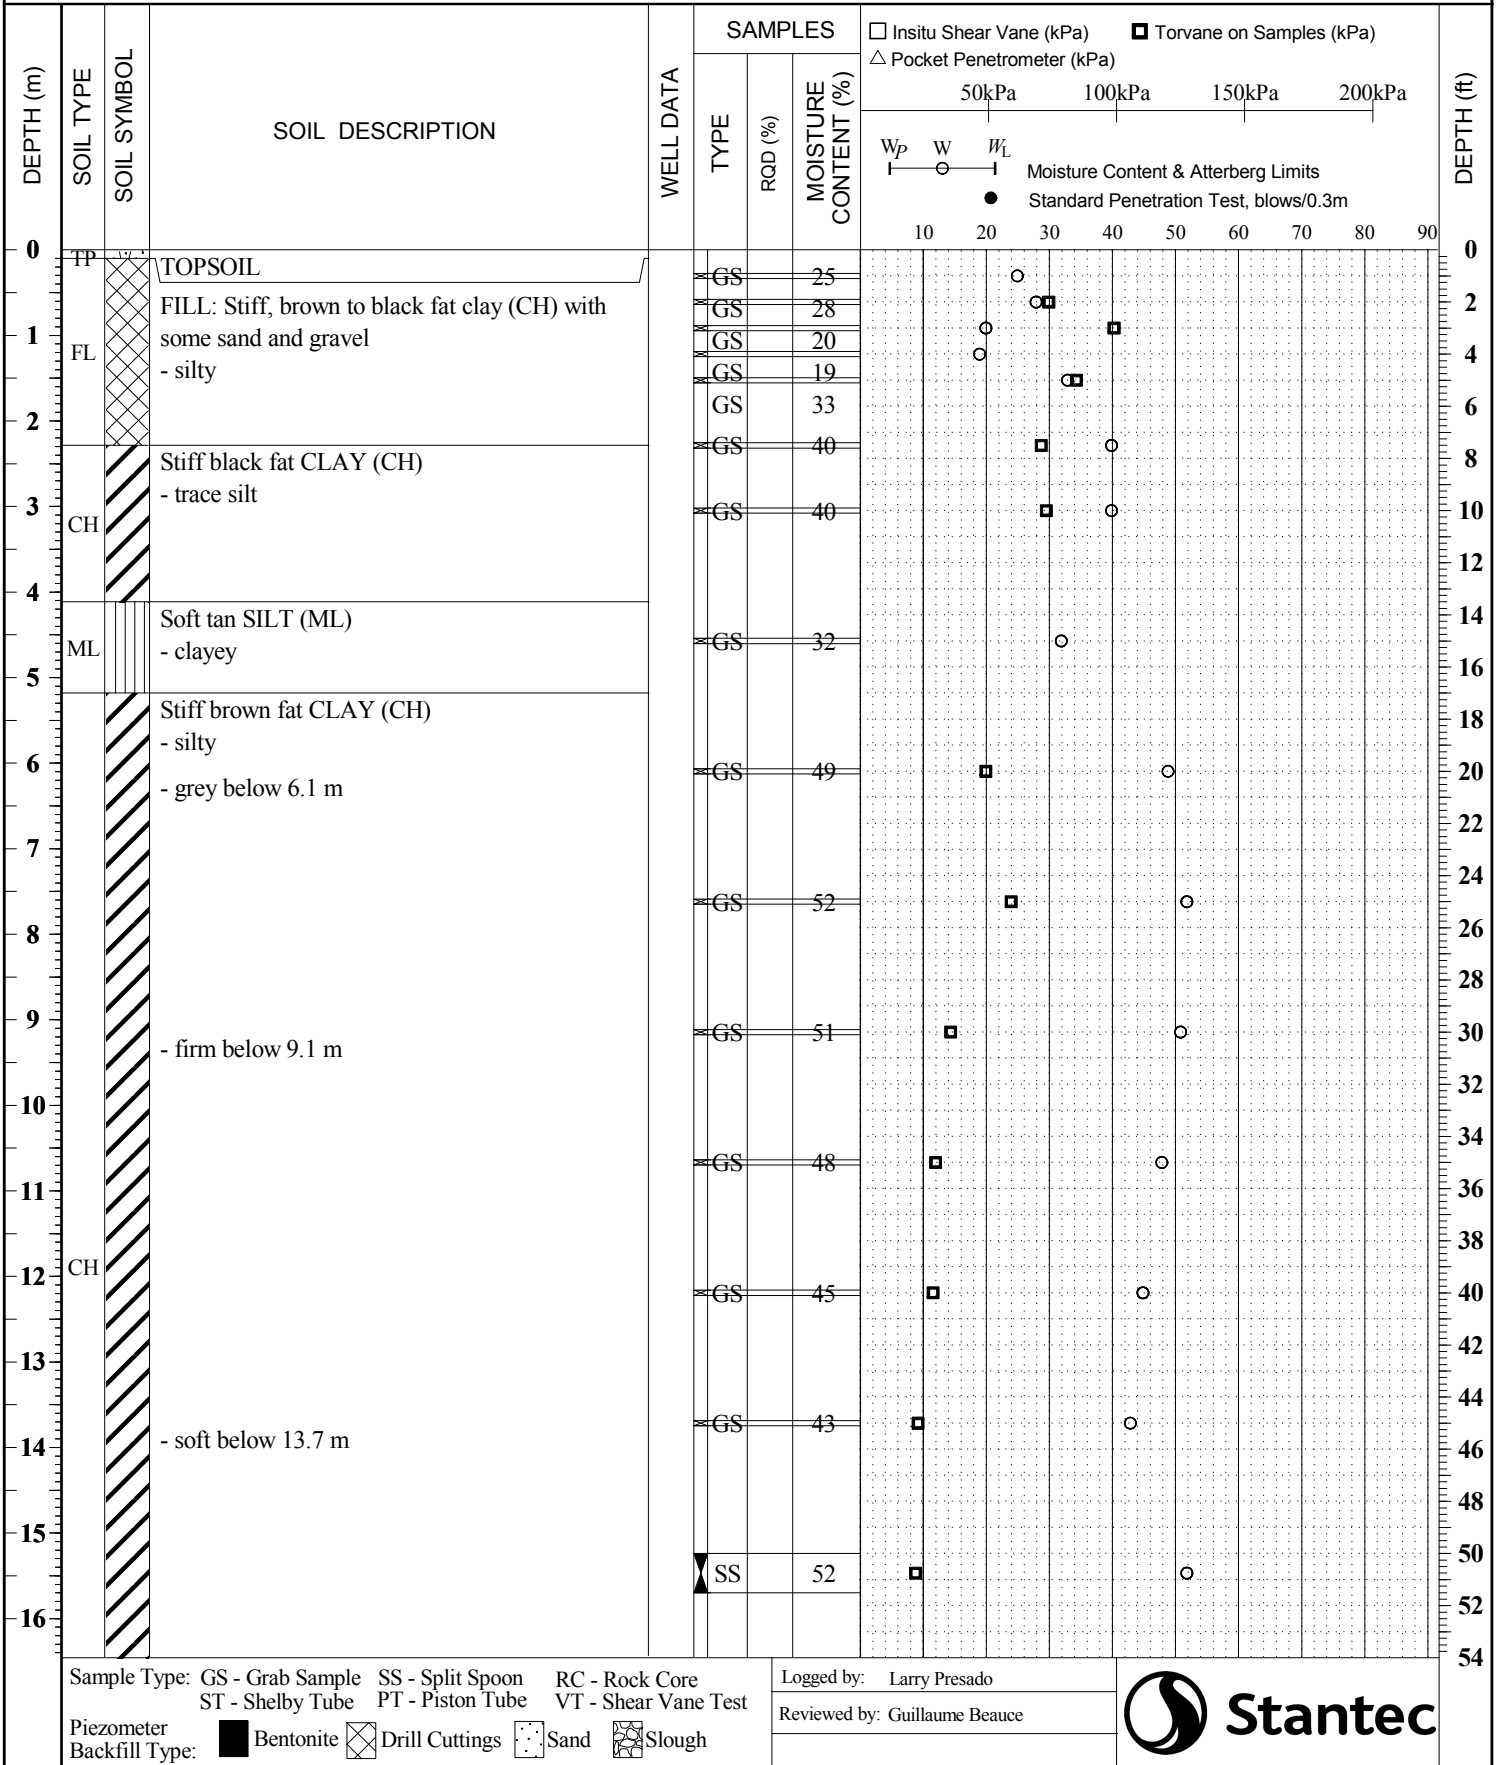 DEPTH (m)
SOIL TYPE
SOIL SYMBOL
SOIL DESCRIPTION
WELL DATA
SAMPLES
TYPE
RQD (%)
MOISTURE
CONTENT (%)
Insitu Shear Vane (kPa) Torvane on Samples (kPa)
Pocket Penetrometer (kPa)
50kPa 100kPa 150kPa 200kPa
WP W WL
Moisture Content & Atterberg Limits
Standard Penetration Test, blows/0.3m
10 20 30 40 50 60 70 80 90
DEPTH (ft)
0
1
2
3
4
5
6
7
8
9
10
11
12
13
14
15
16
TP
FL
CH
ML
CH
TOPSOIL
FILL: Stiff, brown to black fat clay (CH) with
some sand and gravel
- silty
Stiff black fat CLAY (CH)
- trace silt
Soft tan SILT (ML)
- clayey
Stiff brown fat CLAY (CH)
- silty
- grey below 6.1 m
- firm below 9.1 m
- soft below 13.7 m
GS 25
GS 28
GS 20
GS 19
GS 33
GS 40
GS 40
GS 32
GS 49
GS 52
GS 51
GS 48
GS 45
GS 43
SS 52
0
2
4
6
8
10
12
14
16
18
20
22
24
26
28
30
32
34
36
38
40
42
44
46
48
50
52
54
Sample Type: GS - Grab Sample SS - Split Spoon RC - Rock Core
ST - Shelby Tube PT - Piston Tube VT - Shear Vane Test
Piezometer
Backfill Type: Bentonite Drill Cuttings Sand Slough
Logged by: Larry Presado
Reviewed by: Guillaume Beauce
Stantec